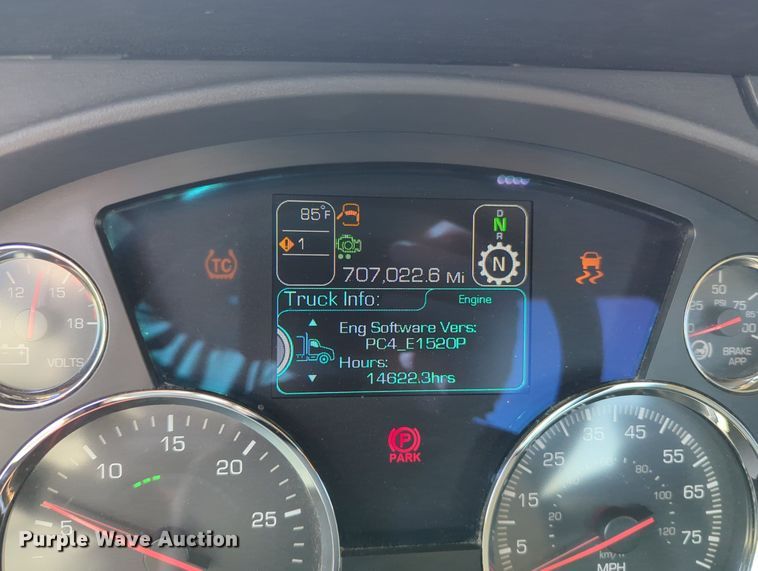 85°F
1
D
N
R
N
707,022.6 Mi
TC
Truck Info:
Engine
Eng Software Vers:
PC4_E1520P
Hours:
14622.3hrs
PARK
12
15
18
VOLTS
50
PSI
75
BRAKE
APP
5
10
15
20
25
5
15
25
35
45
55
65
75
80
100
120
km/h
MPH
Purple Wave Auction®